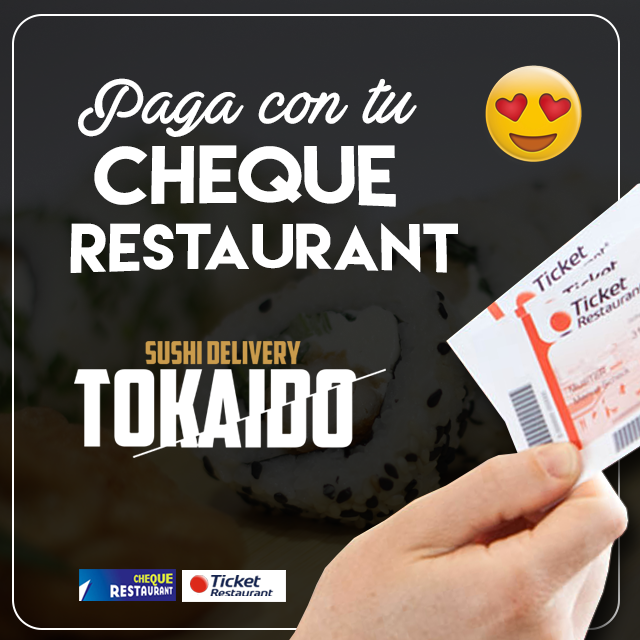 Paga con tu
CHEQUE
RESTAURANT
SUSHI DELIVERY
TOKAIDO
Ticket
Ticket
Ticket
Restaurant
CHEQUE
RESTAURANT
Ticket
Restaurant